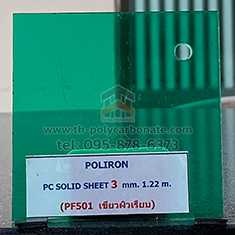 www.th-polycarbonate.com
tel: 095-878-6373
POLIRON
PC SOLID SHEET 3 mm. 1.22 m.
(PF501 เขียวผิวเรียบ)